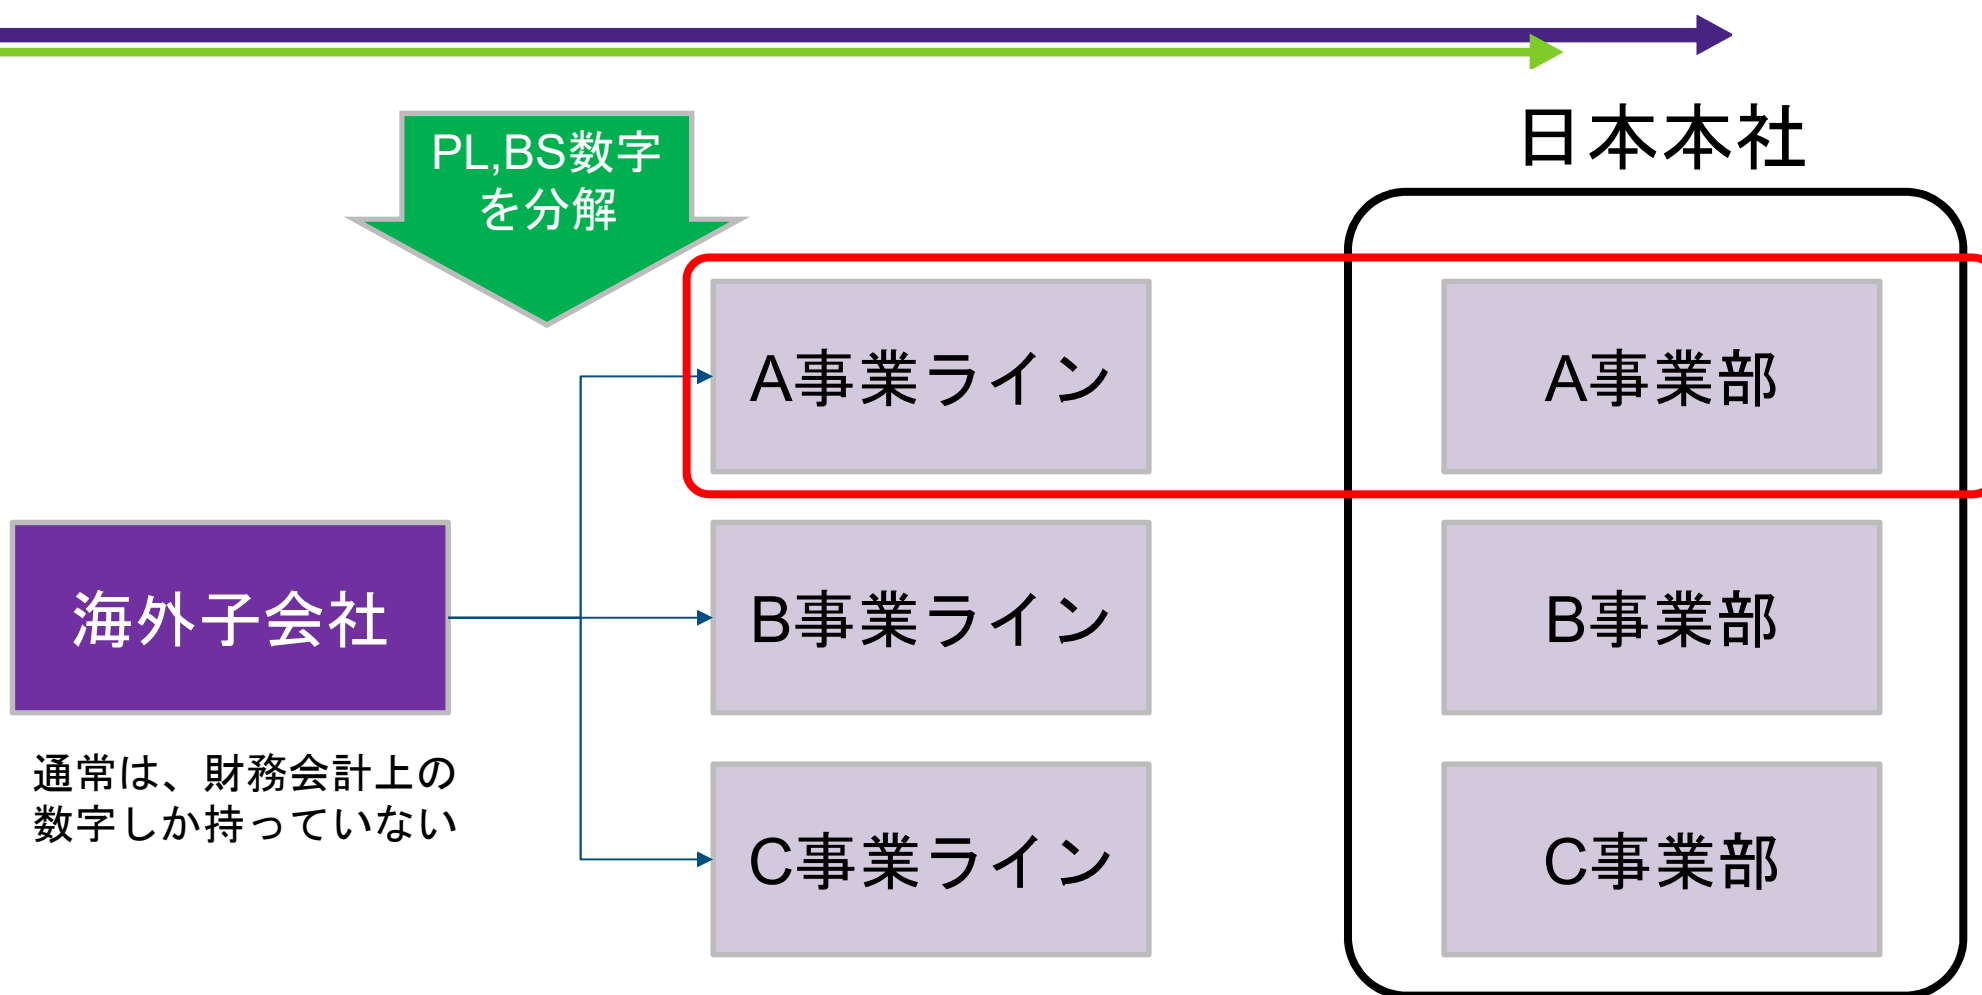 日本本社
PL,BS数字
を分解
A事業ライン
A事業部
海外子会社
B事業ライン
B事業部
通常は、財務会計上の
数字しか持っていない
C事業ライン
C事業部